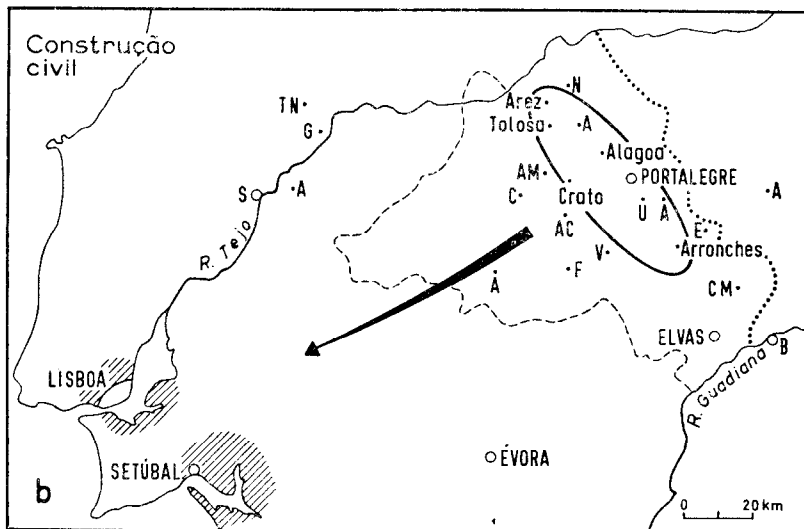 Construção
civil
N
TN
Arez
G
Tolosa
A
Alagoa
AM
PORTALEGRE
S
A
C
Crato
U
A
A
AC
E
R. Tejo
V
Arronches
A
F
CM
ELVAS
B
LISBOA
R. Guadiana
ÉVORA
SETÚBAL
b
0 20 km